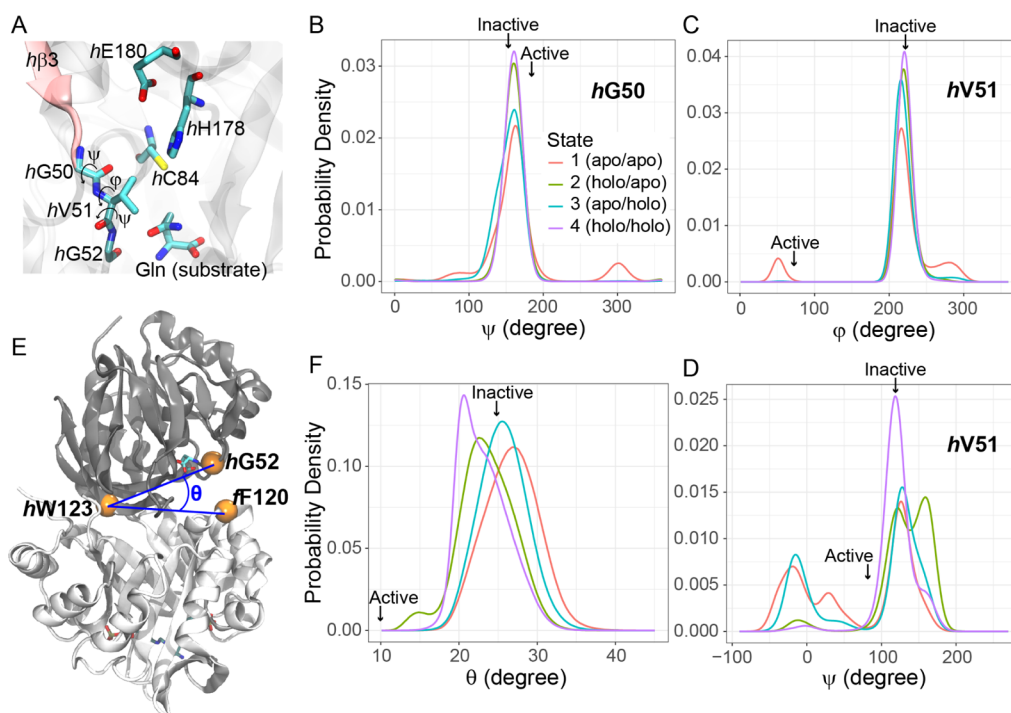 A
hβ3
hE180
hH178
hG50
ψ
hC84
φ
hV51
ψ
hG52
Gln (substrate)
B
Inactive
Active
hG50
Probability Density
0.03
0.02
0.01
0.00
State
1 (apo/apo)
2 (holo/apo)
3 (apo/holo)
4 (holo/holo)
0
100
200
300
ψ (degree)
C
Inactive
hV51
Active
0.04
0.03
0.02
0.01
0.00
0
100
200
300
φ (degree)
E
hG52
θ
hW123
fF120
F
Inactive
Active
Probability Density
0.15
0.10
0.05
0.00
10
20
30
40
θ (degree)
D
Inactive
hV51
Active
0.025
0.020
0.015
0.010
0.005
0.000
−100
0
100
200
ψ (degree)